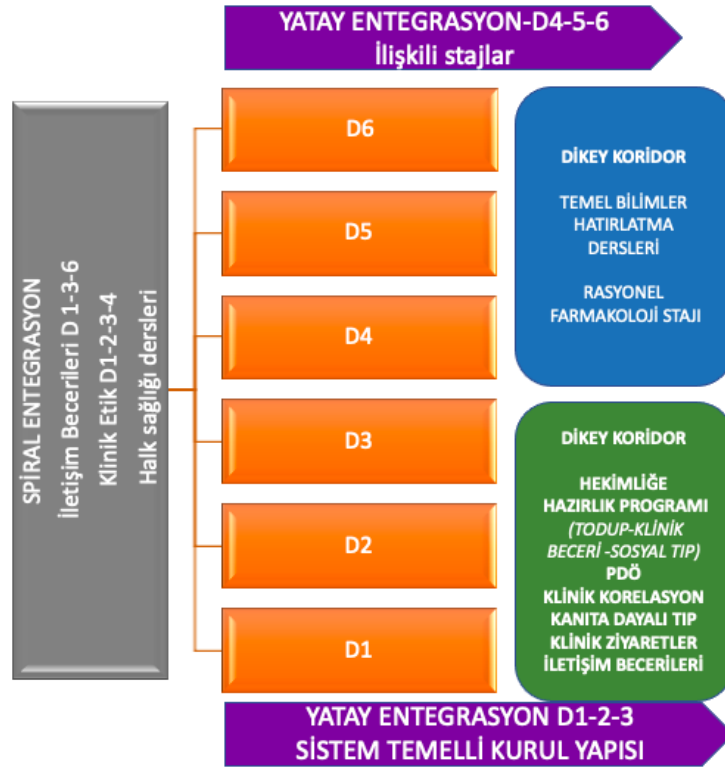 YATAY ENTEGRASYON-D4-5-6
İlişkili stajlar
SPİRAL ENTEGRASYON
İletişim Becerileri D 1-3-6
Klinik Etik D1-2-3-4
Halk sağlığı dersleri
D6
D5
D4
D3
D2
D1
DİKEY KORİDOR
TEMEL BİLİMLER
HATIRLATMA
DERSLERİ
RASYONEL
FARMAKOLOJİ STAJI
DİKEY KORİDOR
HEKİMLİĞE
HAZIRLIK PROGRAMI
(TODUP-KLİNİK
BECERİ -SOSYAL TIP)
PDÖ
KLİNİK KORELASYON
KANITA DAYALI TIP
KLİNİK ZİYARETLER
İLETİŞİM BECERİLERİ
YATAY ENTEGRASYON D1-2-3
SİSTEM TEMELLİ KURUL YAPISI